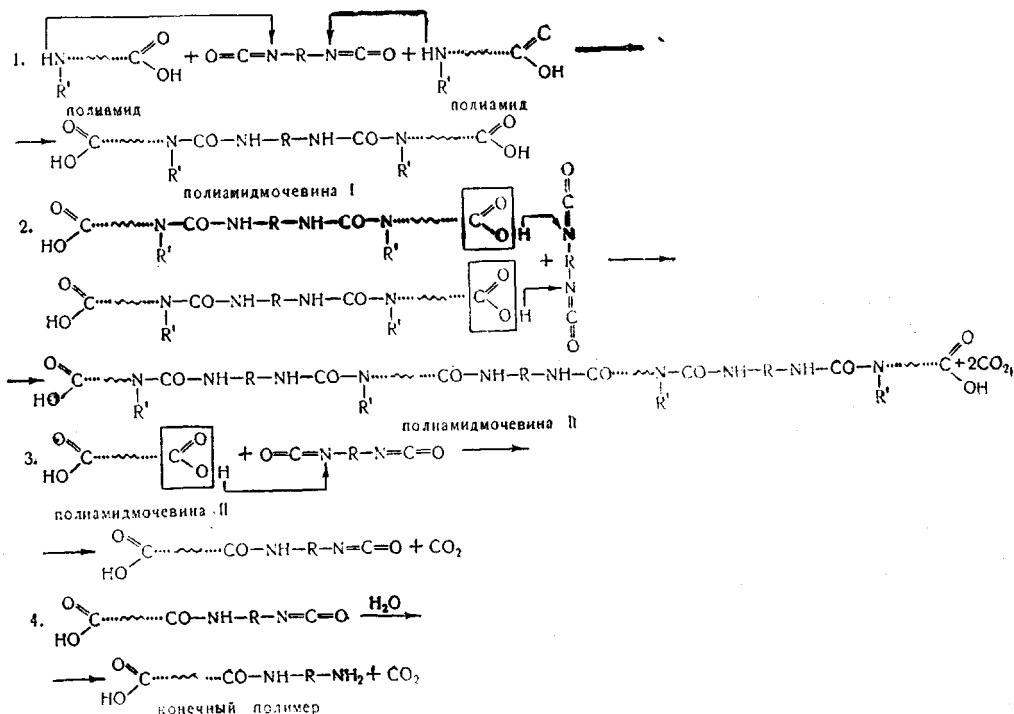 1. HN~~~C(=O)OH + O=C=N—R—N=C=O + HN~~~C(=C)OH
R' R'
полиамид полиамид
O=C(HO)~~~N—CO—NH—R—NH—CO—N~~~C(=O)OH
R' R'
полиамидмочевина I
2. O=C(HO)~~~N—CO—NH—R—NH—CO—N~~~C(=O)O H O=C=N—R—N=C=O
R' R'
+
O=C(HO)~~~N—CO—NH—R—NH—CO—N~~~C(=O)O H
R' R'
O=C(HO)~~~N—CO—NH—R—NH—CO—N~~~CO—NH—R—NH—CO~~~N—CO—NH—R—NH—CO—N~~~C(=O)OH +2CO₂
R' R' R' R'
полиамидмочевина II
3. O=C(HO)~~~C(=O)O H + O=C=N—R—N=C=O
полиамидмочевина II
O=C(HO)~~~CO—NH—R—N=C=O + CO₂
4. O=C(HO)~~~CO—NH—R—N=C=O H₂O
O=C(HO)~~~CO—NH—R—NH₂ + CO₂
конечный полимер